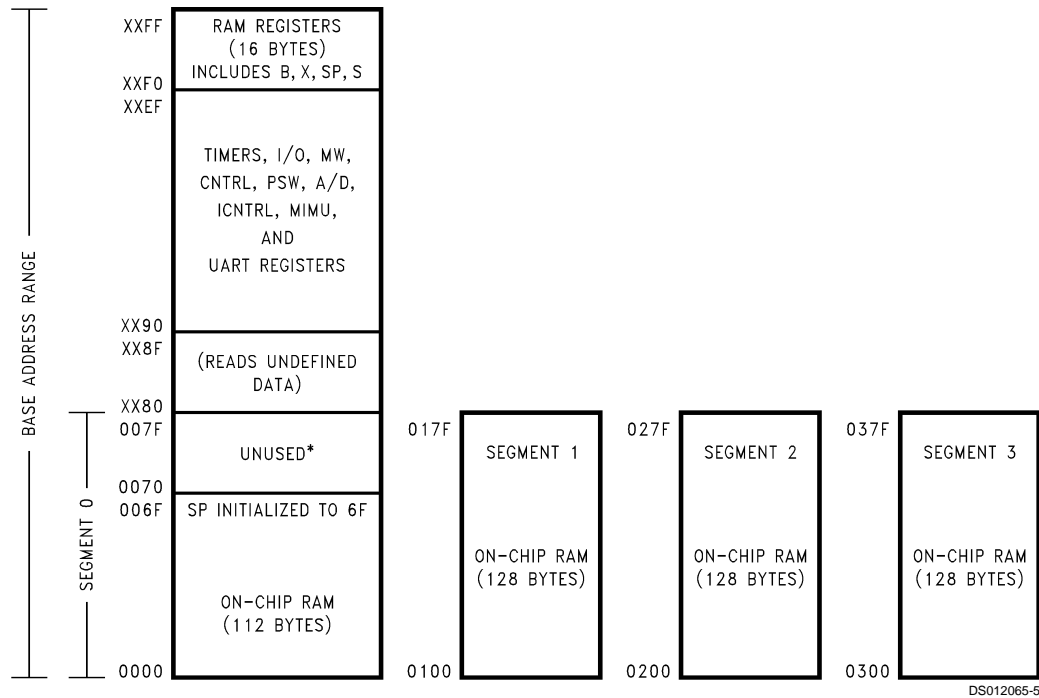 XXFF
RAM REGISTERS
(16 BYTES)
INCLUDES B, X, SP, S
XXF0
XXEF
TIMERS, I/O, MW,
CNTRL, PSW, A/D,
ICNTRL, MIMU,
AND
UART REGISTERS
XX90
XX8F
(READS UNDEFINED
DATA)
XX80
007F
UNUSED*
0070
006F
SP INITIALIZED TO 6F
ON-CHIP RAM
(112 BYTES)
0000
BASE ADDRESS RANGE
SEGMENT 0
017F
SEGMENT 1
ON-CHIP RAM
(128 BYTES)
0100
027F
SEGMENT 2
ON-CHIP RAM
(128 BYTES)
0200
037F
SEGMENT 3
ON-CHIP RAM
(128 BYTES)
0300
DS012065-5